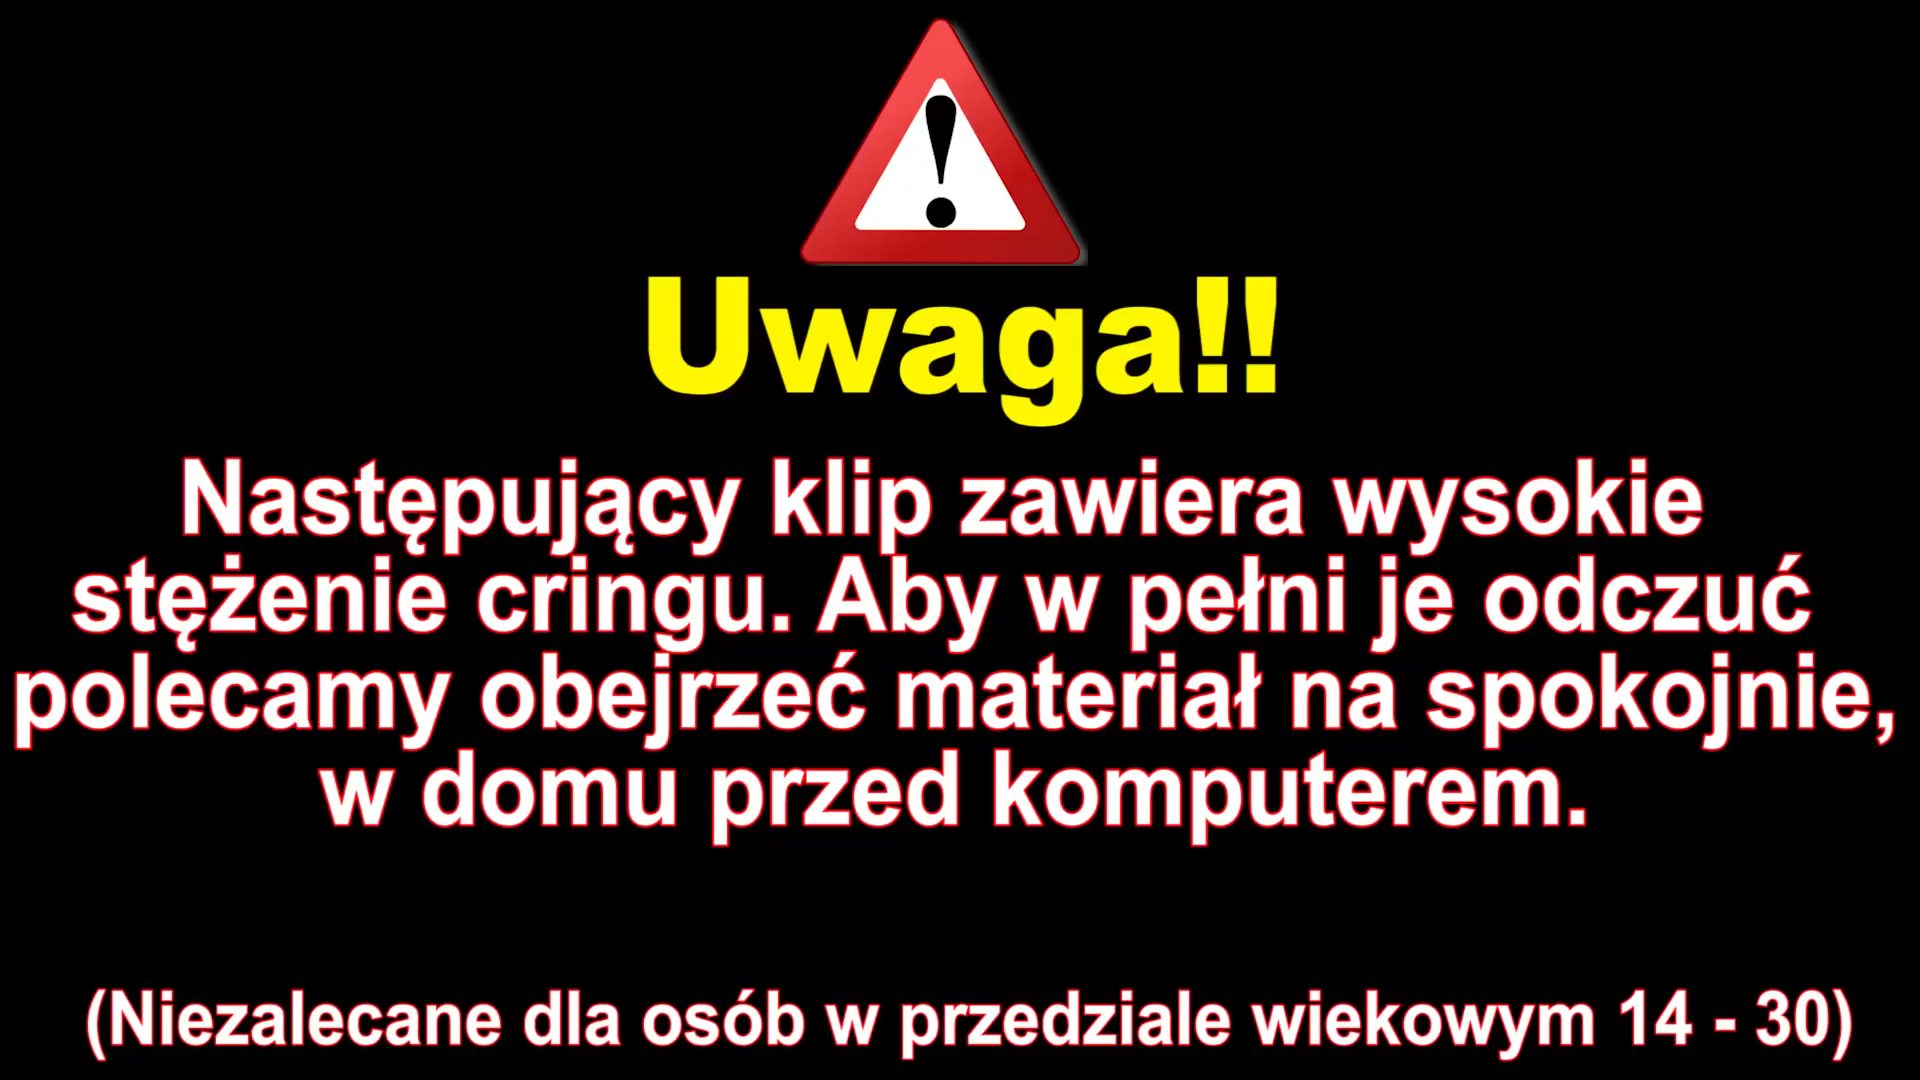 Uwaga!!
Następujący klip zawiera wysokie
stężenie cringu. Aby w pełni je odczuć
polecamy obejrzeć materiał na spokojnie,
w domu przed komputerem.
(Niezalecane dla osób w przedziale wiekowym 14 - 30)